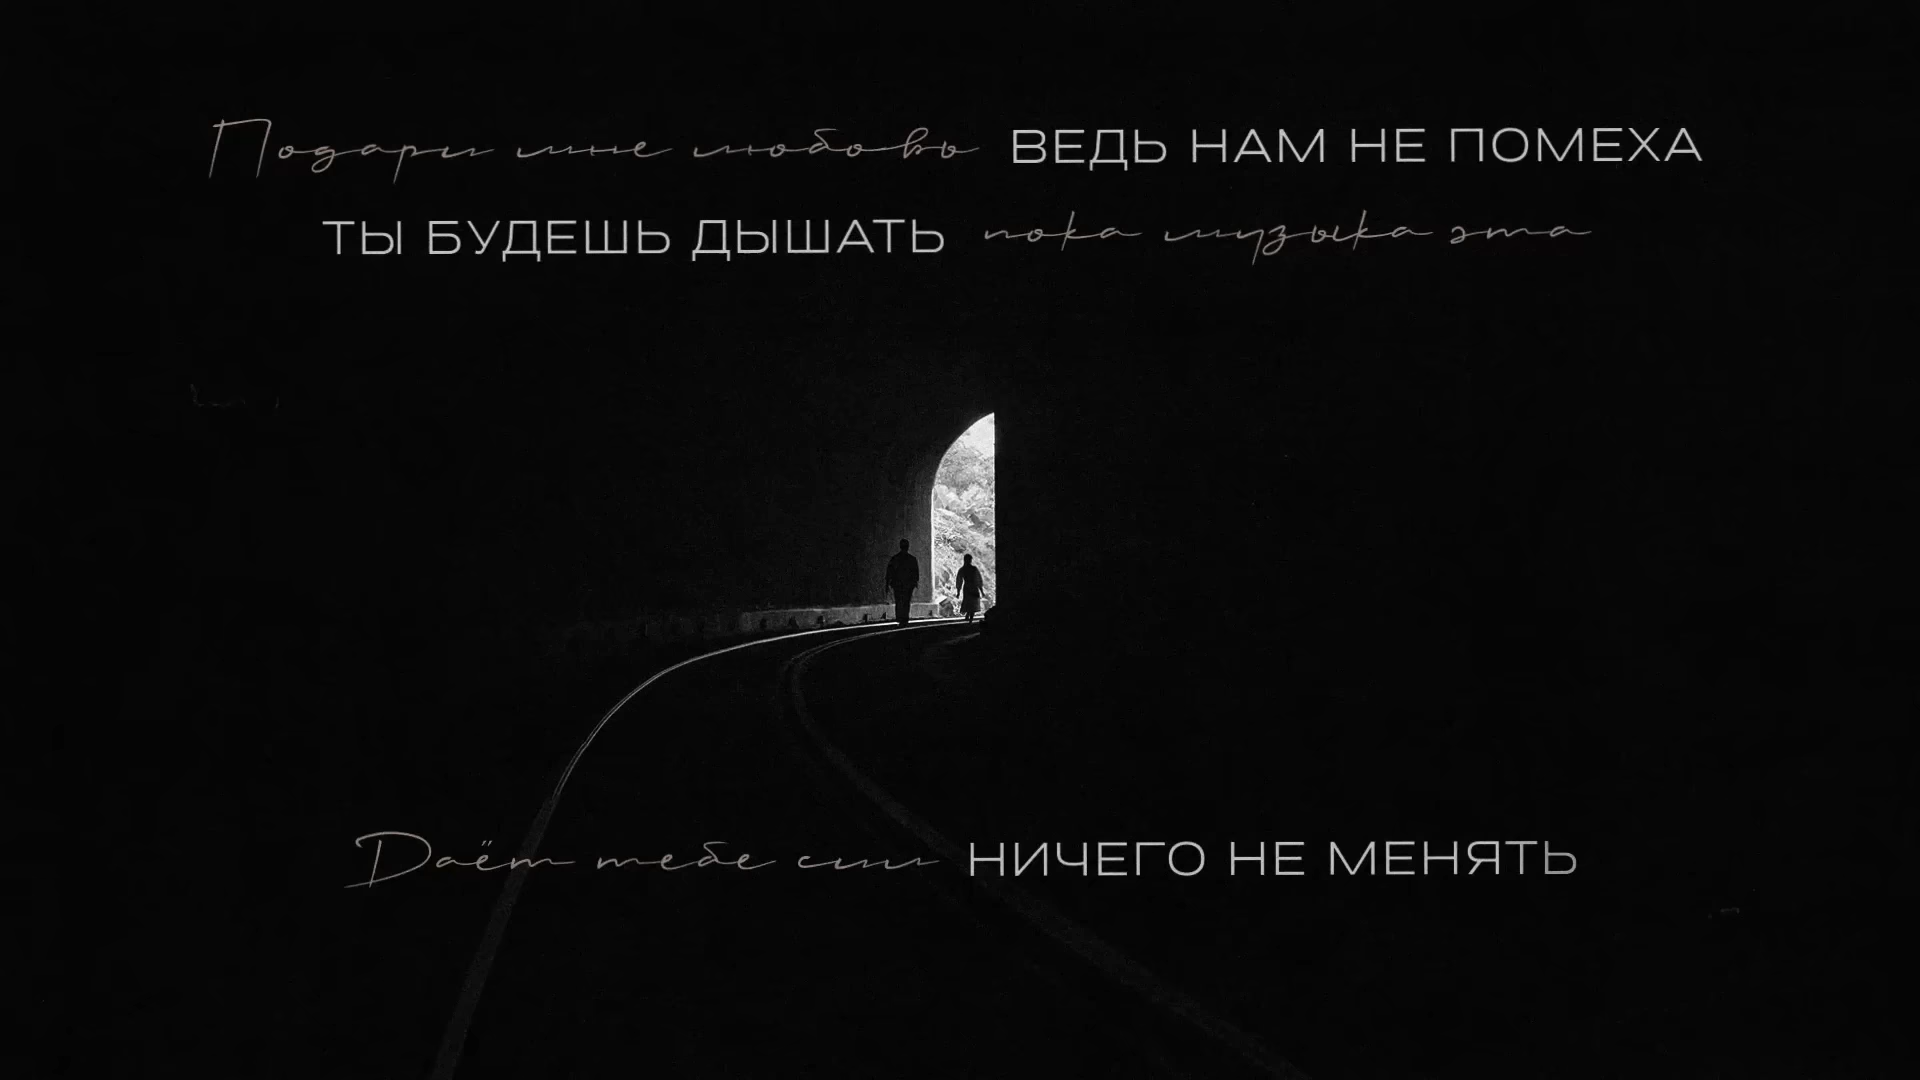 Подари мне любовь ВЕДЬ НАМ НЕ ПОМЕХА
ТЫ БУДЕШЬ ДЫШАТЬ пока музыка эта
Даёт тебе сил НИЧЕГО НЕ МЕНЯТЬ